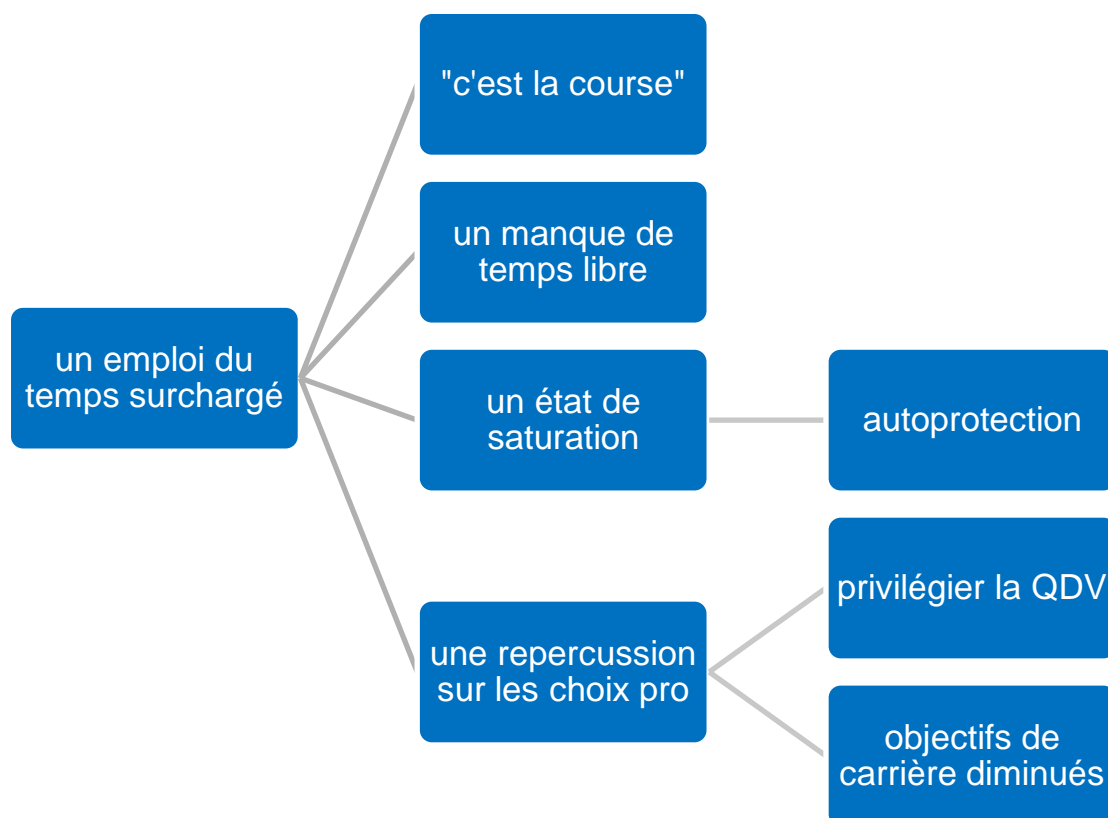 "c'est la course"
un manque de
temps libre
un emploi du
temps surchargé
un état de
saturation
autoprotection
privilégier la QDV
une repercussion
sur les choix pro
objectifs de
carrière diminués